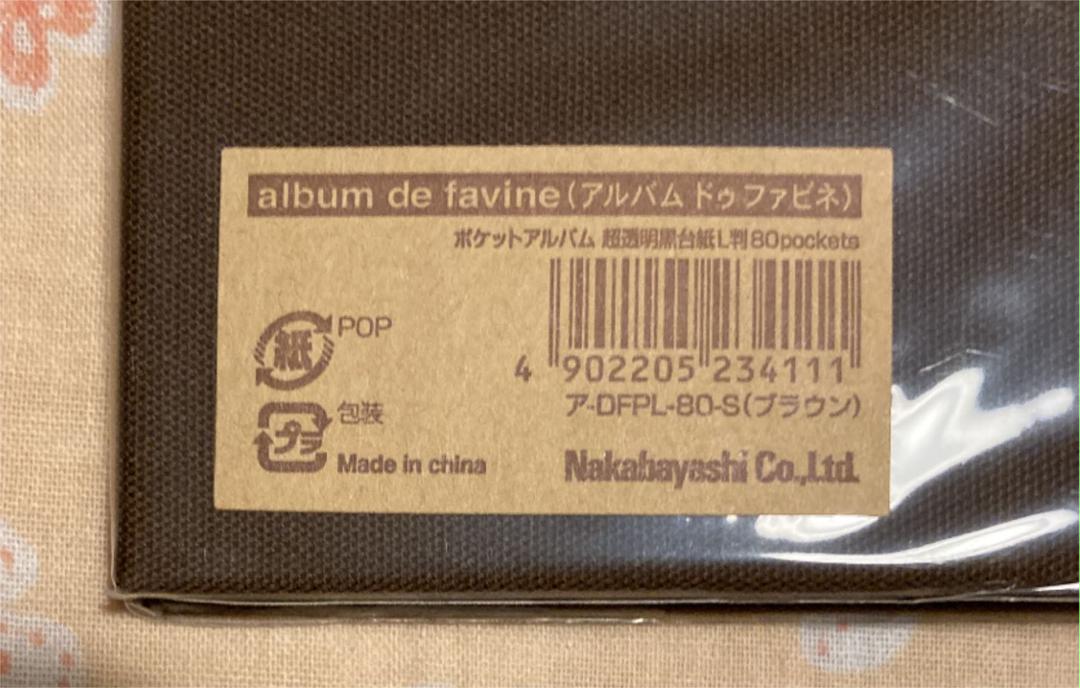 album de favine(アルバム ドゥ ファビネ)
ポケットアルバム 超透明黒台紙L判80pockets
紙 POP
4 902205 234111
ア-DFPL-80-S(ブラウン)
プラ 包装
Made in china
Nakabayashi Co.,Ltd.